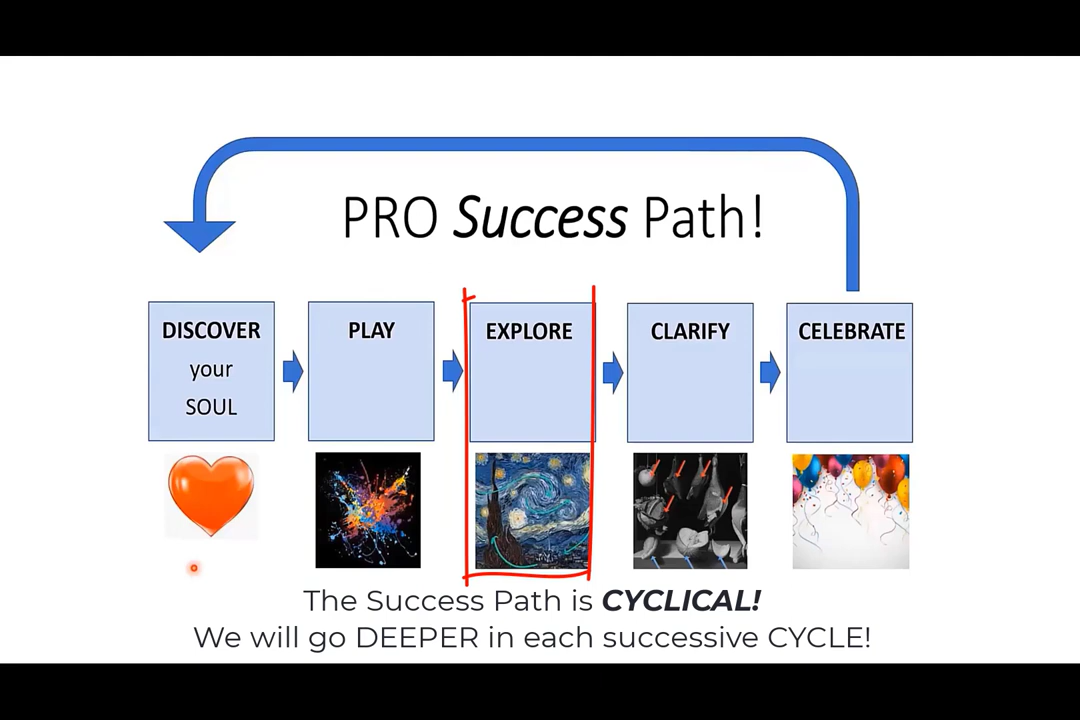 PRO Success Path!
DISCOVER
your
SOUL
PLAY
EXPLORE
CLARIFY
CELEBRATE
The Success Path is CYCLICAL!
We will go DEEPER in each successive CYCLE!